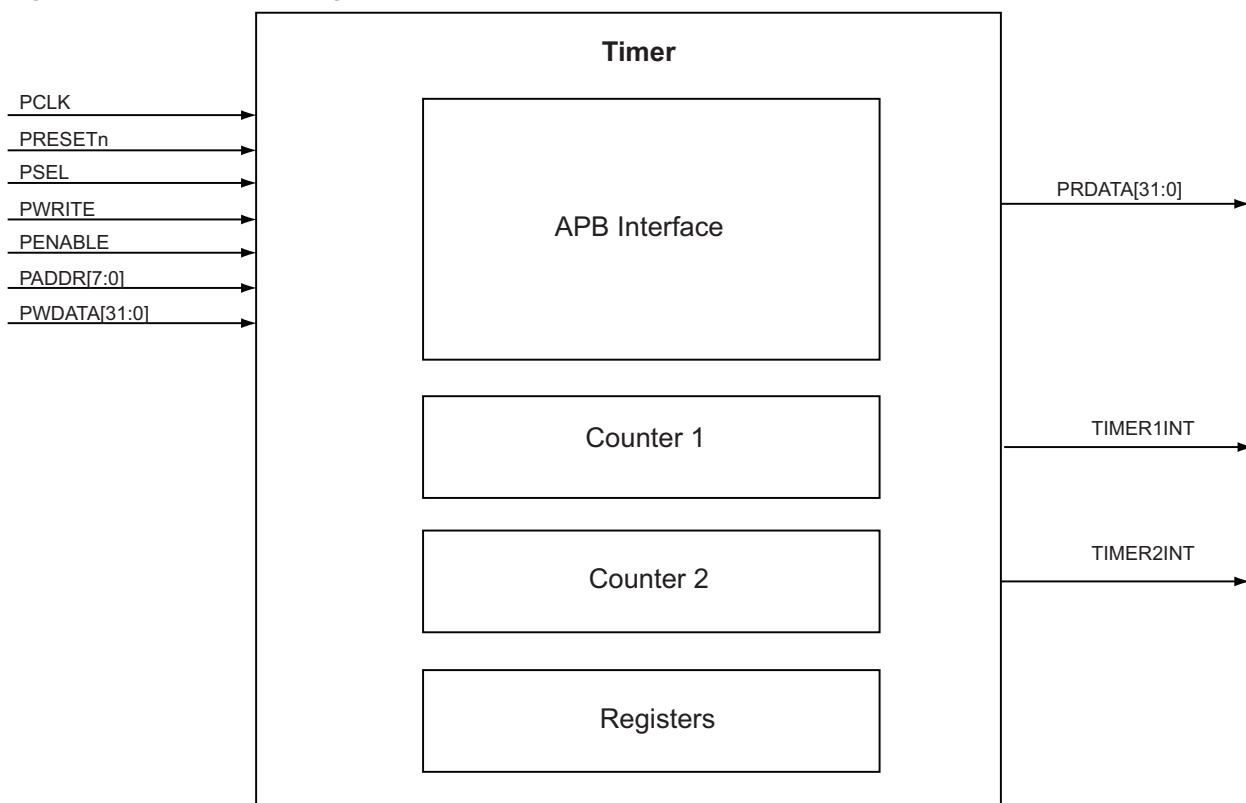 Timer
PCLK
PRESETn
PSEL
PWRITE
PENABLE
PADDR[7:0]
PWDATA[31:0]
APB Interface
PRDATA[31:0]
Counter 1
TIMER1INT
Counter 2
TIMER2INT
Registers